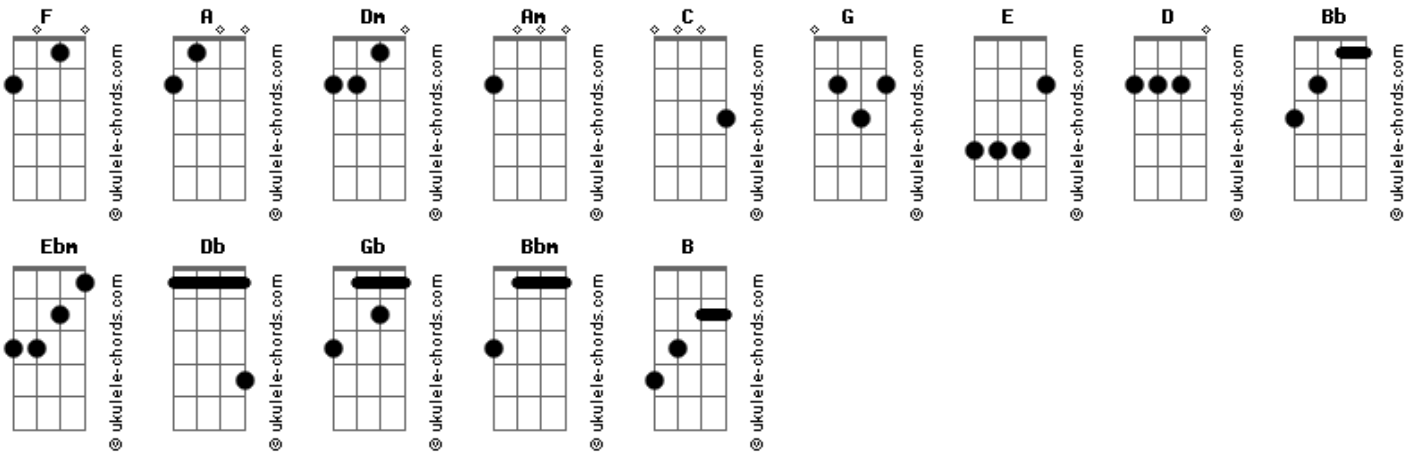 F A Dm Am C G E D Bb
© ukulele-chords.com © ukulele-chords.com © ukulele-chords.com © ukulele-chords.com © ukulele-chords.com © ukulele-chords.com © ukulele-chords.com © ukulele-chords.com © ukulele-chords.com
Ebm Db Gb Bbm B
© ukulele-chords.com © ukulele-chords.com © ukulele-chords.com © ukulele-chords.com © ukulele-chords.com